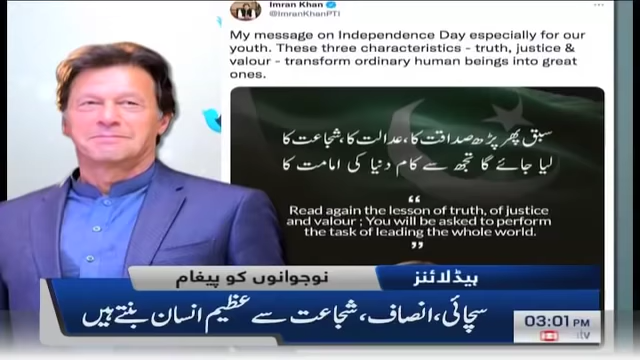 Imran Khan
@ImranKhanPTI
My message on Independence Day especially for our
youth. These three characteristics - truth, justice &
valour - transform ordinary human beings into great
ones.
سبق پھر پڑھ صداقت کا، عدالت کا، شجاعت کا
لیا جائے گا تجھ سے کام دنیا کی امامت کا
“
Read again the lesson of truth, of justice
and valour ; You will be asked to perform
the task of leading the whole world.
”
ہیڈلائنز
نوجوانوں کو پیغام
سچائی، انصاف، شجاعت سے عظیم انسان بنتے ہیں
03:01 PM
itv